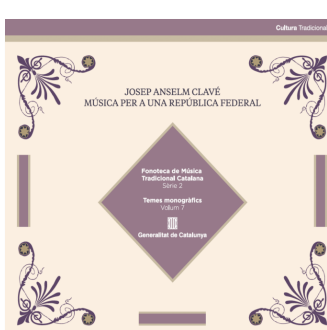 Cultura Tradicional
JOSEP ANSELM CLAVÉ
MÚSICA PER A UNA REPÚBLICA FEDERAL
Fonoteca de Música
Tradicional Catalana
Sèrie 2
Temes monogràfics
Volum 7
Generalitat de Catalunya